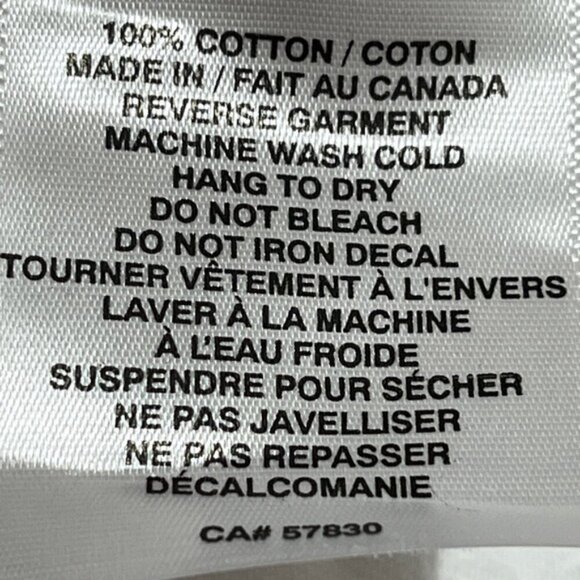 100% COTTON / COTON
MADE IN / FAIT AU CANADA
REVERSE GARMENT
MACHINE WASH COLD
HANG TO DRY
DO NOT BLEACH
DO NOT IRON DECAL
TOURNER VÊTEMENT À L'ENVERS
LAVER À LA MACHINE
À L'EAU FROIDE
SUSPENDRE POUR SÉCHER
NE PAS JAVELLISER
NE PAS REPASSER
DÉCALCOMANIE
CA# 57830